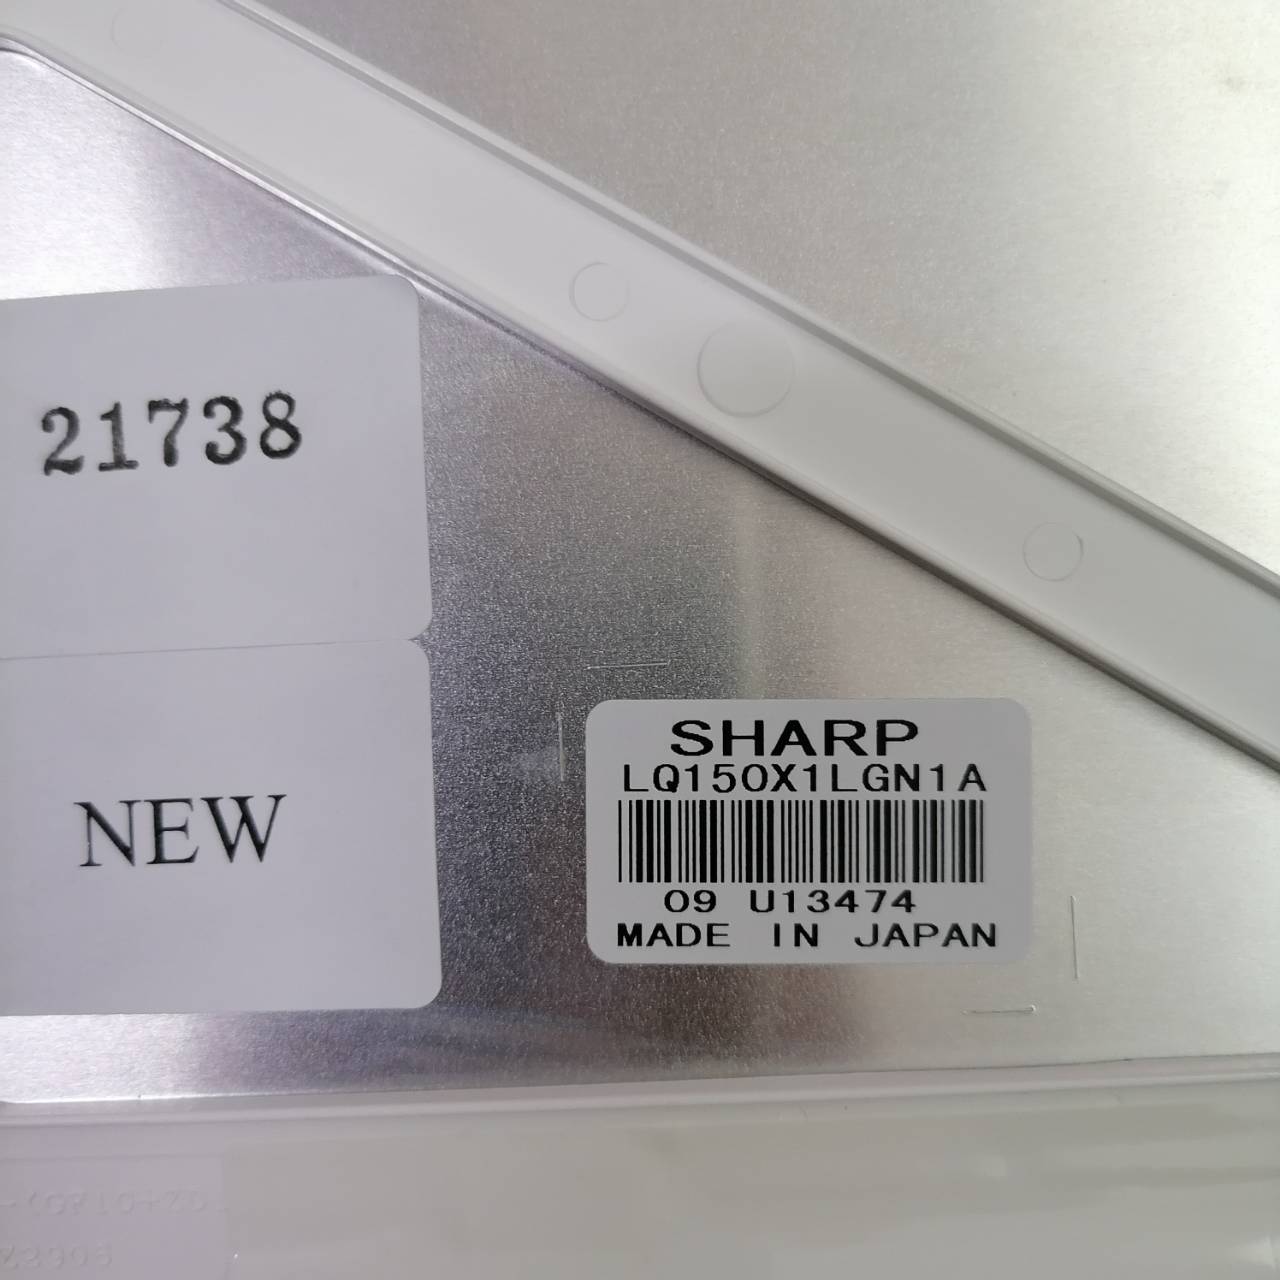 21738
NEW
SHARP
LQ150X1LGN1A
09 U13474
MADE IN JAPAN